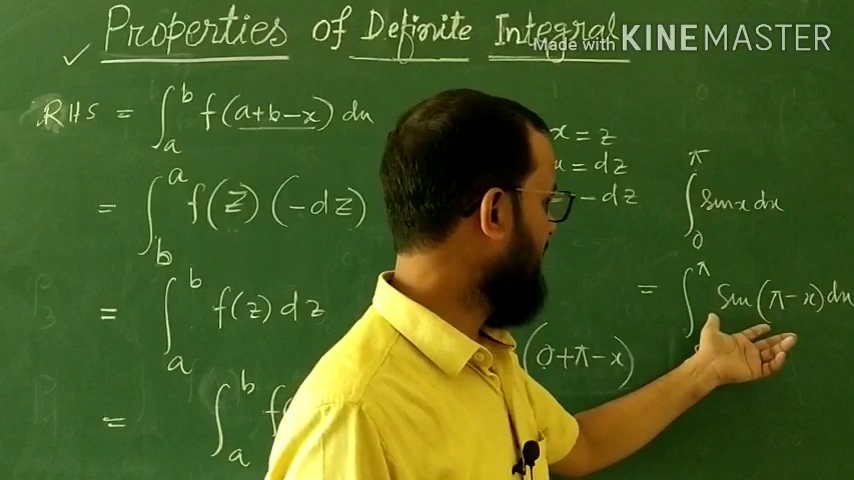 Properties of Definite Integral
Made with KINEMASTER
✓
RHS = ∫_a^b f(a+b-x) dx
= ∫_b^a f(z) (-dz)
= ∫_a^b f(z) dz
= ∫_a^b f(
x = z
= dz
= - dz
(0+π-x)
∫_0^π sinx dx
= ∫^π Sin(π-x) dx